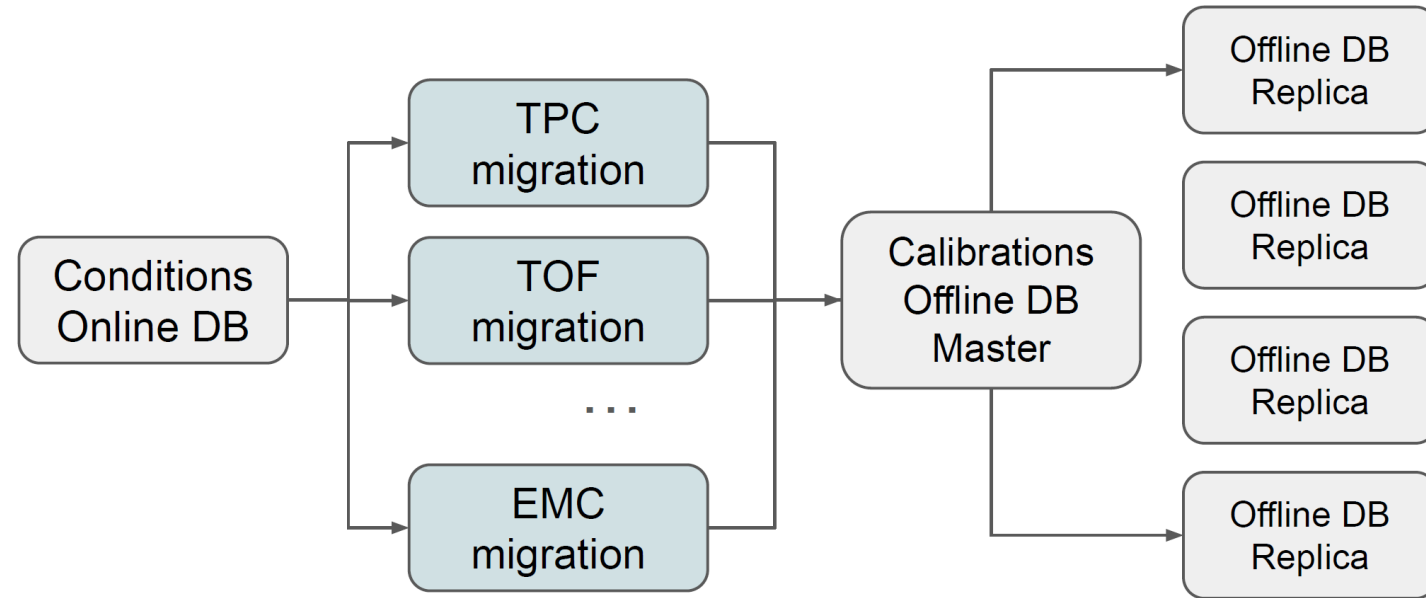 Conditions
Online DB
TPC
migration
TOF
migration
...
EMC
migration
Calibrations
Offline DB
Master
Offline DB
Replica
Offline DB
Replica
Offline DB
Replica
Offline DB
Replica